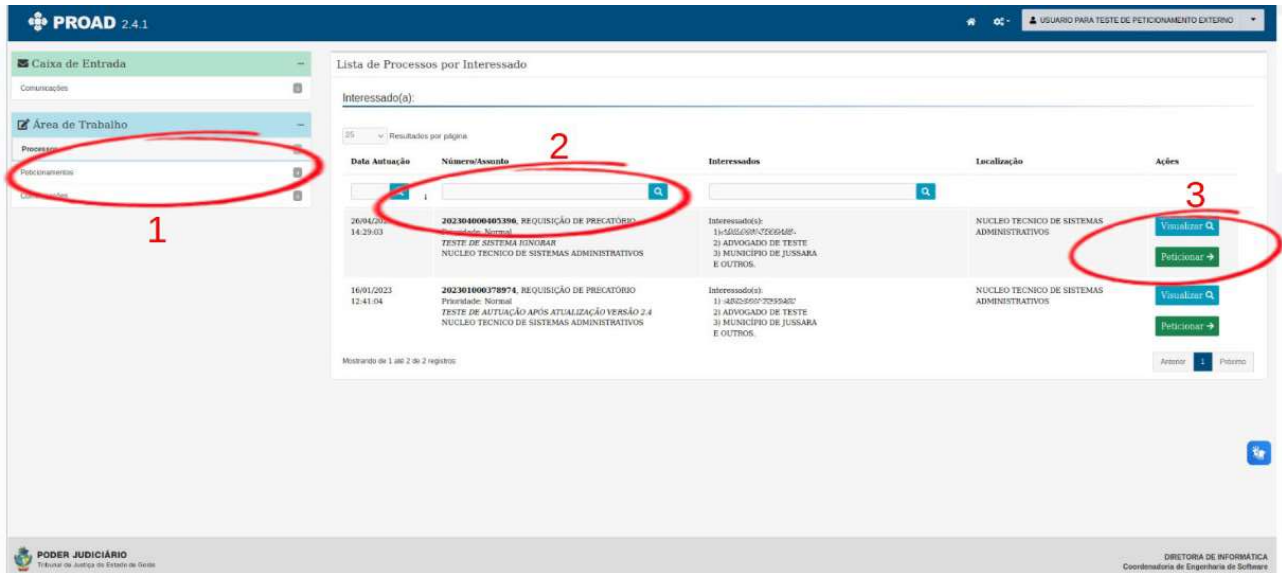 PROAD 2.4.1
USUARIO PARA TESTE DE PETICIONAMENTO EXTERNO
Caixa de Entrada
Comunicações
Área de Trabalho
Processos
Peticionamentos
1
Lista de Processos por Interessado
Interessado(a):
25 Resultados por página
2
Data Autuação Número/Assunto Interessados Localização Ações
3
14:29:03
202304000405396, REQUISIÇÃO DE PRECATÓRIO
Prioridade: Normal
TESTE DE SISTEMA IGNORAR
NUCLEO TECNICO DE SISTEMAS ADMINISTRATIVOS
Interessado(s):
1)
2) ADVOGADO DE TESTE
3) MUNICÍPIO DE JUSSARA
E OUTROS.
NUCLEO TECNICO DE SISTEMAS
ADMINISTRATIVOS
Visualizar
Peticionar
16/01/2023
12:41:04
202301000378974, REQUISIÇÃO DE PRECATÓRIO
Prioridade: Normal
TESTE DE AUTUAÇÃO APÓS ATUALIZAÇÃO VERSÃO 2.4
NUCLEO TECNICO DE SISTEMAS ADMINISTRATIVOS
Interessado(s):
1)
2) ADVOGADO DE TESTE
3) MUNICÍPIO DE JUSSARA
E OUTROS.
NUCLEO TECNICO DE SISTEMAS
ADMINISTRATIVOS
Visualizar
Peticionar
Mostrando de 1 até 2 de 2 registros
Anterior 1 Próximo
PODER JUDICIÁRIO
Tribunal de Justiça do Estado de Goiás
DIRETORIA DE INFORMÁTICA
Coordenadoria de Engenharia de Software